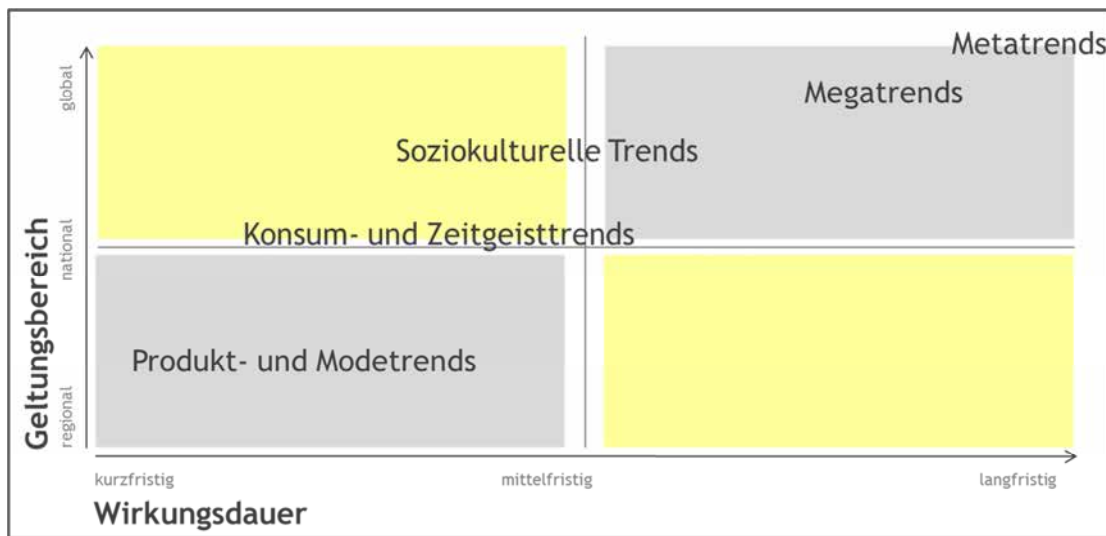 Metatrends
Megatrends
Soziokulturelle Trends
Konsum- und Zeitgeisttrends
Produkt- und Modetrends
Geltungsbereich
global
national
regional
kurzfristig
mittelfristig
langfristig
Wirkungsdauer